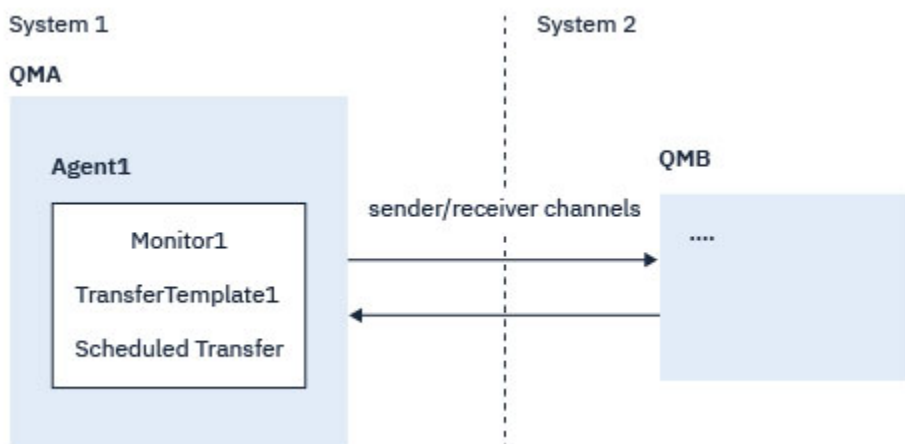 System 1
System 2
QMA
Agent1
QMB
sender/receiver channels
Monitor1
....
TransferTemplate1
Scheduled Transfer